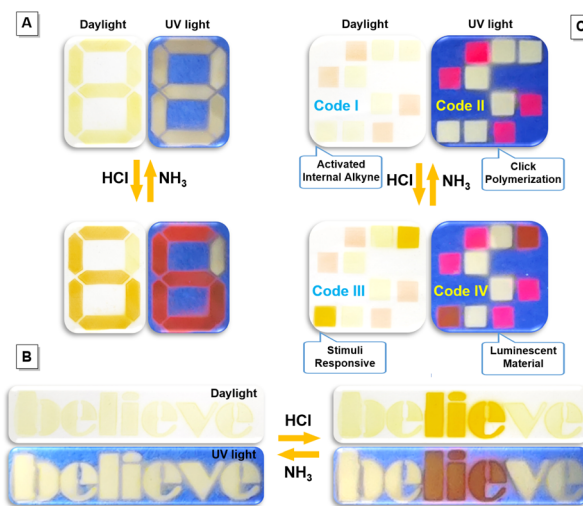 A
Daylight
UV light
HCl
NH3
Daylight
UV light
C
Code I
Code II
Activated
Internal Alkyne
HCl
NH3
Click
Polymerization
Code III
Code IV
Stimuli
Responsive
Luminescent
Material
B
believe
Daylight
believe
UV light
HCl
NH3
believe
believe